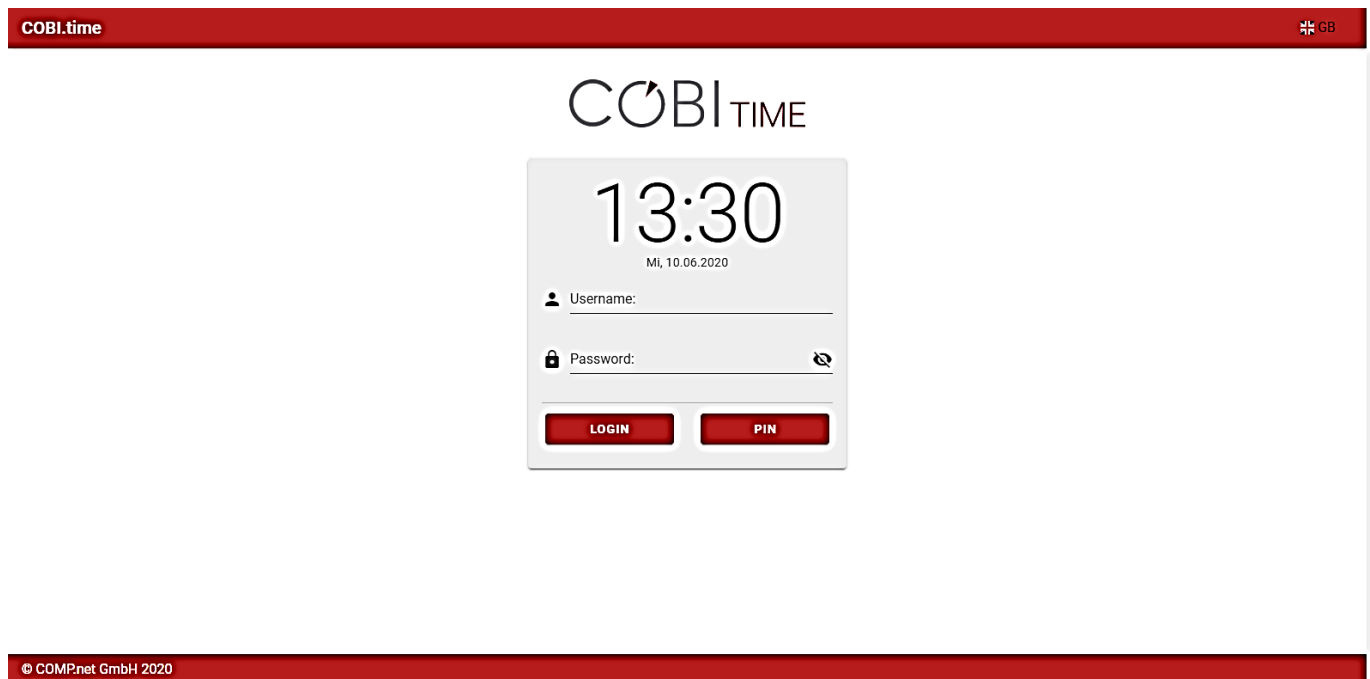 COBI.time
GB
COBI TIME
13:30
Mi, 10.06.2020
Username:
Password:
LOGIN
PIN
© COMP.net GmbH 2020